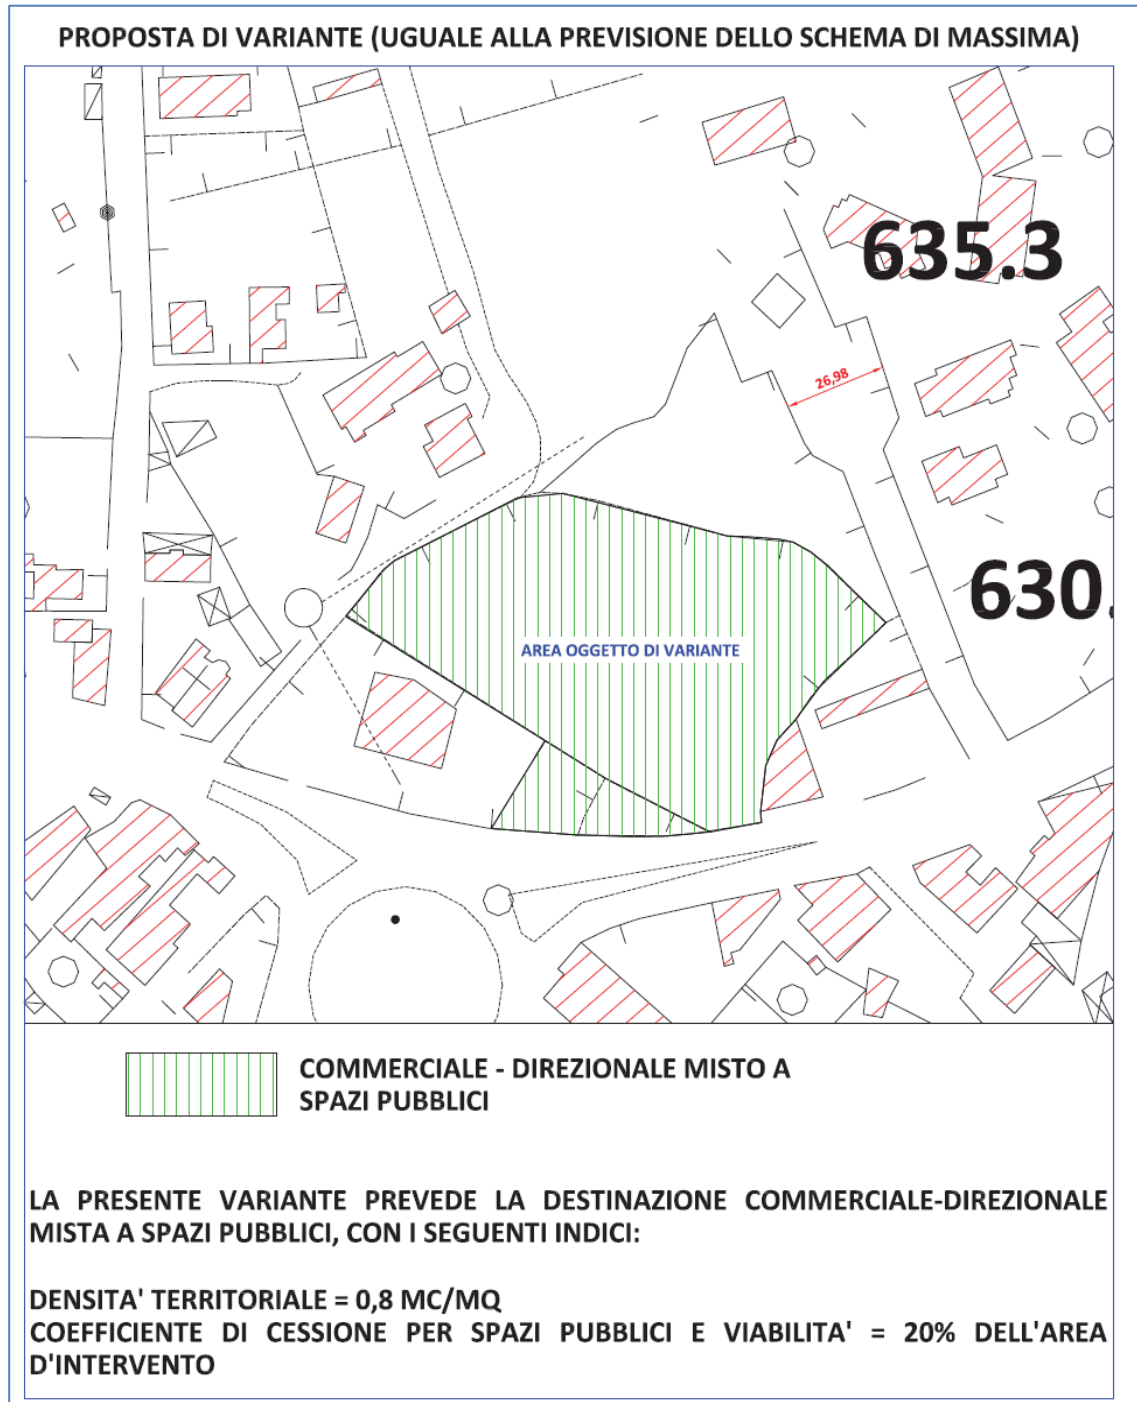 PROPOSTA DI VARIANTE (UGUALE ALLA PREVISIONE DELLO SCHEMA DI MASSIMA)
635.3
26,98
630.
AREA OGGETTO DI VARIANTE
COMMERCIALE - DIREZIONALE MISTO A
SPAZI PUBBLICI
LA PRESENTE VARIANTE PREVEDE LA DESTINAZIONE COMMERCIALE-DIREZIONALE
MISTA A SPAZI PUBBLICI, CON I SEGUENTI INDICI:
DENSITA' TERRITORIALE = 0,8 MC/MQ
COEFFICIENTE DI CESSIONE PER SPAZI PUBBLICI E VIABILITA' = 20% DELL'AREA
D'INTERVENTO